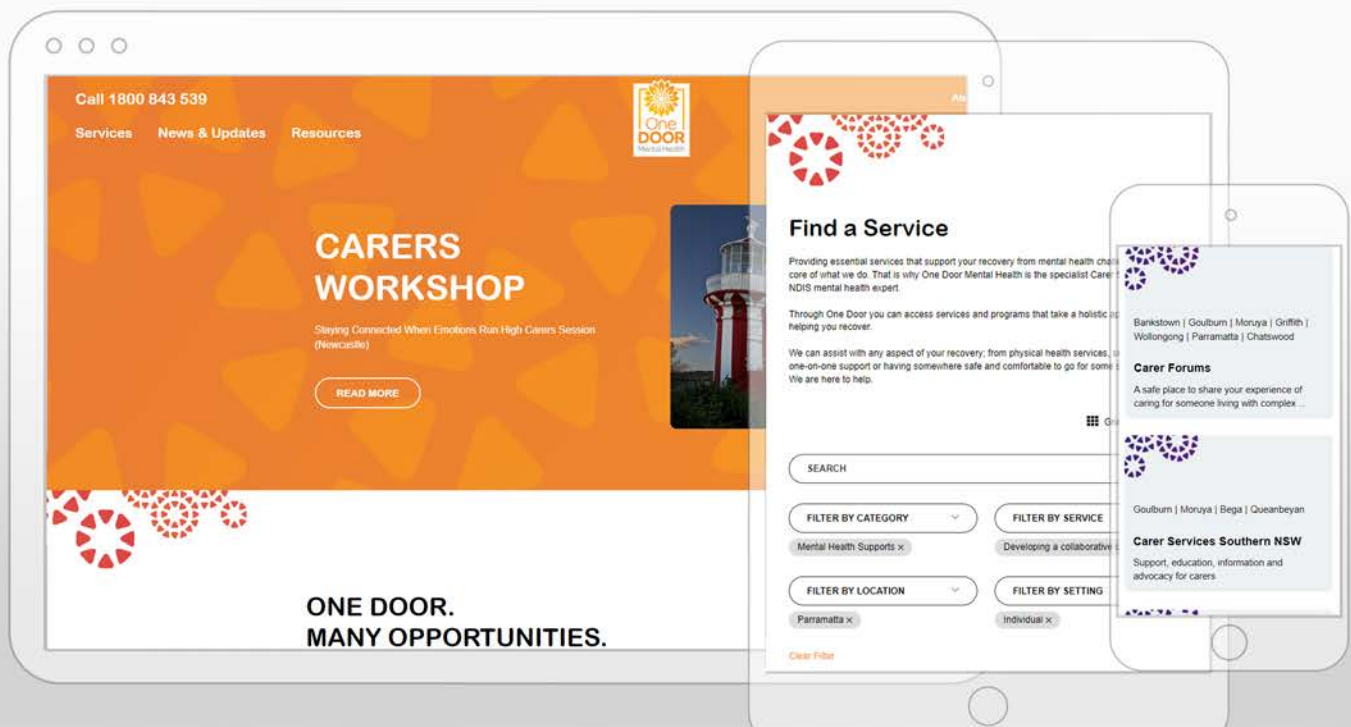 Call 1800 843 539
Services News & Updates Resources
One
DOOR
Mental Health
CARERS
WORKSHOP
Staying Connected When Emotions Run High Carers Session
(Newcastle)
READ MORE
ONE DOOR.
MANY OPPORTUNITIES.
Find a Service
Providing essential services that support your recovery from mental health
core of what we do. That is why One Door Mental Health is the specialist Carer
NDIS mental health expert.
Through One Door you can access services and programs that take a holistic
helping you recover.
We can assist with any aspect of your recovery; from physical health services,
one-on-one support or having somewhere safe and comfortable to go for some
We are here to help.
SEARCH
FILTER BY CATEGORY FILTER BY SERVICE
Mental Health Supports × Developing a collaborative
FILTER BY LOCATION FILTER BY SETTING
Parramatta × Individual ×
Clear Filter
Bankstown | Goulburn | Moruya | Griffith |
Wollongong | Parramatta | Chatswood
Carer Forums
A safe place to share your experience of
caring for someone living with complex ...
Goulburn | Moruya | Bega | Queanbeyan
Carer Services Southern NSW
Support, education, information and
advocacy for carers